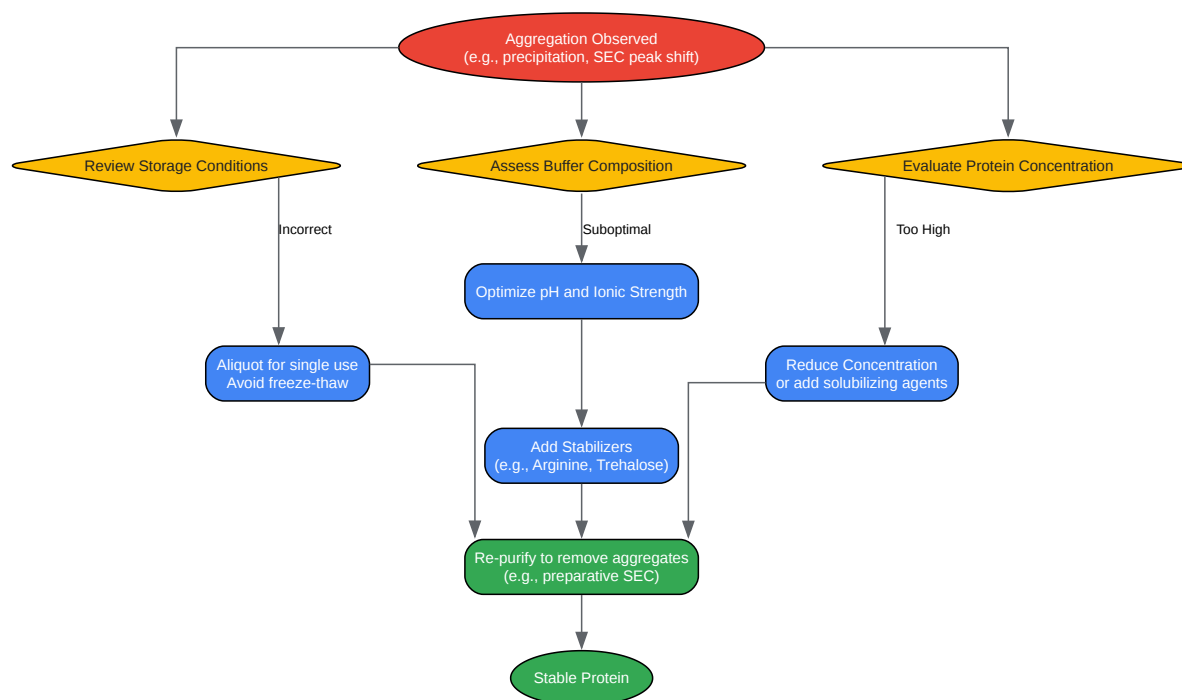 Aggregation Observed
(e.g., precipitation, SEC peak shift)
Review Storage Conditions
Assess Buffer Composition
Evaluate Protein Concentration
Incorrect
Suboptimal
Too High
Optimize pH and Ionic Strength
Aliquot for single use
Avoid freeze-thaw
Reduce Concentration
or add solubilizing agents
Add Stabilizers
(e.g., Arginine, Trehalose)
Re-purify to remove aggregates
(e.g., preparative SEC)
Stable Protein